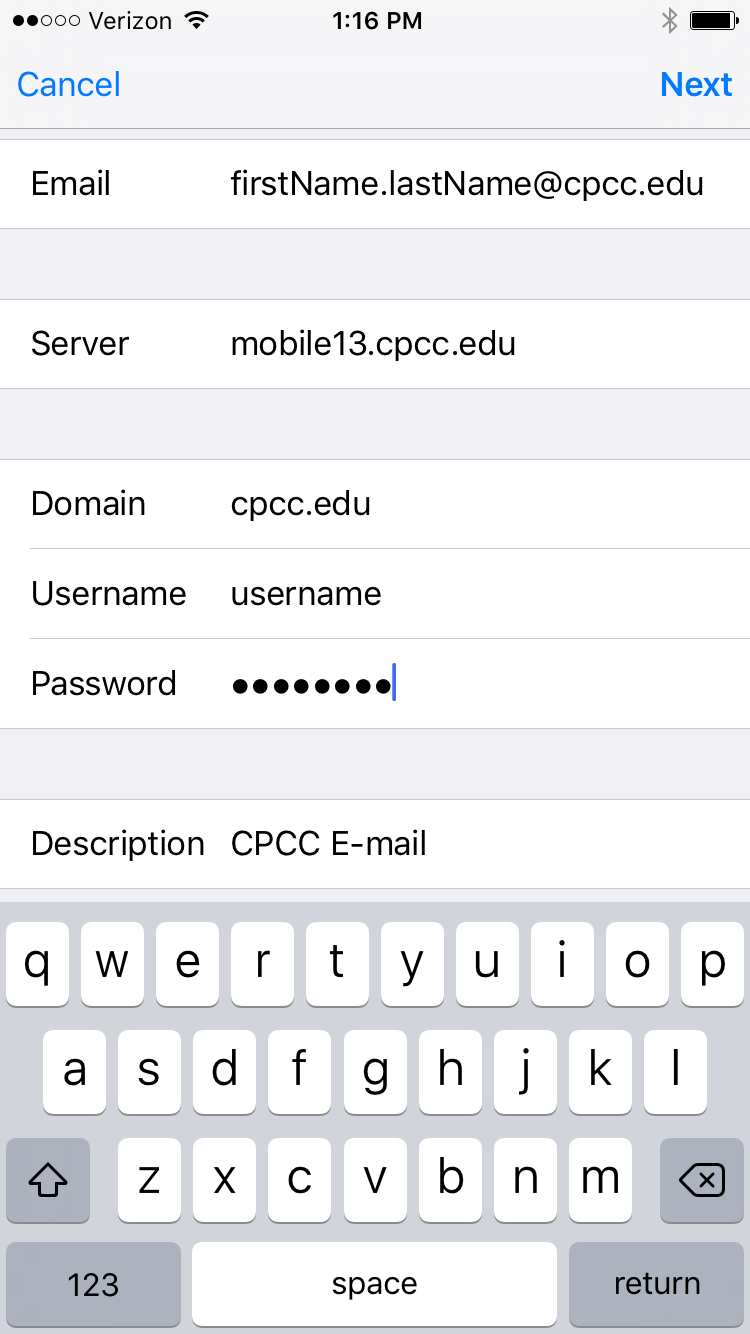 Verizon 1:16 PM
Cancel Next
Email firstName.lastName@cpcc.edu
Server mobile13.cpcc.edu
Domain cpcc.edu
Username username
Password ●●●●●●●●
Description CPCC E-mail
q w e r t y u i o p
a s d f g h j k l
z x c v b n m
123 space return